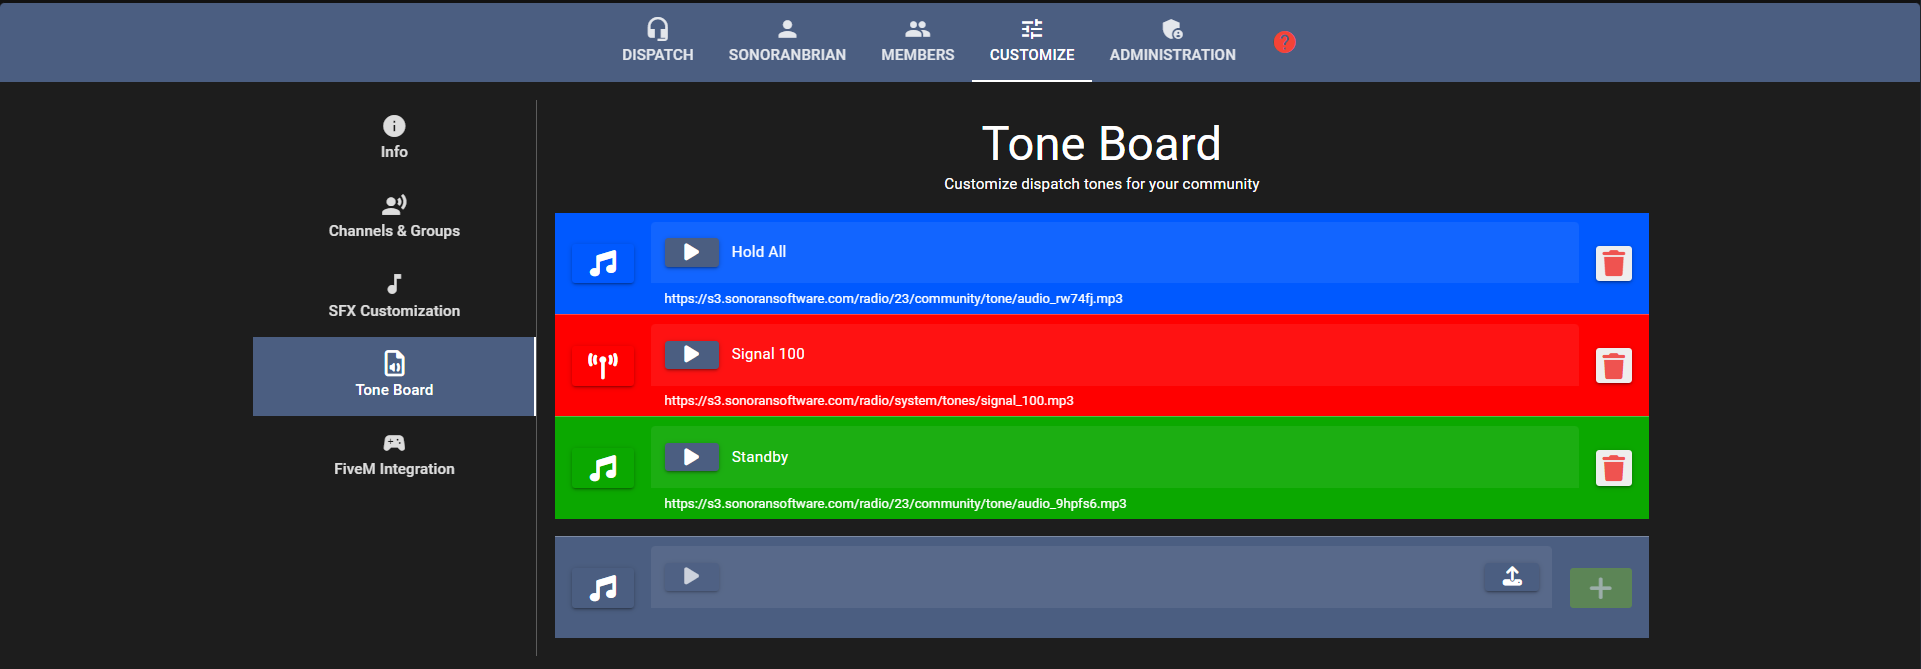 DISPATCH
SONORANBRIAN
MEMBERS
CUSTOMIZE
ADMINISTRATION
?
Info
Channels & Groups
SFX Customization
Tone Board
FiveM Integration
Tone Board
Customize dispatch tones for your community
Hold All
https://s3.sonoransoftware.com/radio/23/community/tone/audio_rw74fj.mp3
Signal 100
https://s3.sonoransoftware.com/radio/system/tones/signal_100.mp3
Standby
https://s3.sonoransoftware.com/radio/23/community/tone/audio_9hpfs6.mp3